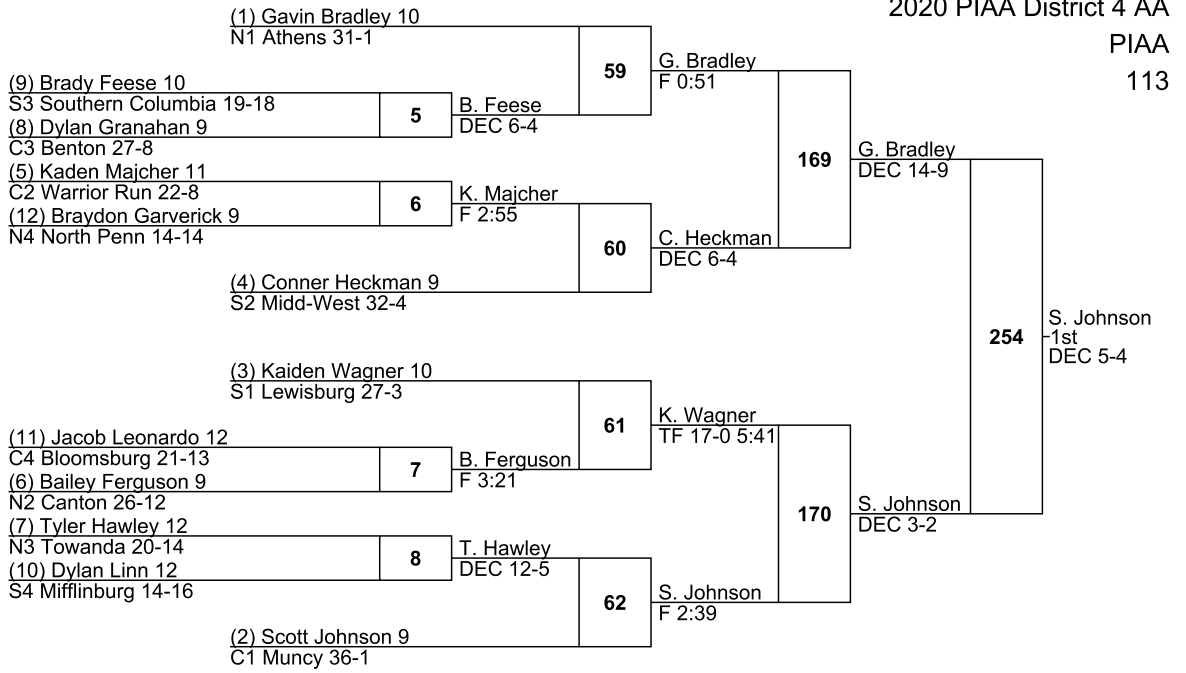 2020 PIAA District 4 AA
PIAA
113
(1) Gavin Bradley 10
N1 Athens 31-1
59
G. Bradley
F 0:51
(9) Brady Feese 10
S3 Southern Columbia 19-18
5
B. Feese
DEC 6-4
(8) Dylan Granahan 9
C3 Benton 27-8
169
G. Bradley
DEC 14-9
(5) Kaden Majcher 11
C2 Warrior Run 22-8
6
K. Majcher
F 2:55
(12) Braydon Garverick 9
N4 North Penn 14-14
60
C. Heckman
DEC 6-4
(4) Conner Heckman 9
S2 Midd-West 32-4
254
S. Johnson
1st
DEC 5-4
(3) Kaiden Wagner 10
S1 Lewisburg 27-3
61
K. Wagner
TF 17-0 5:41
(11) Jacob Leonardo 12
C4 Bloomsburg 21-13
7
B. Ferguson
F 3:21
(6) Bailey Ferguson 9
N2 Canton 26-12
170
S. Johnson
DEC 3-2
(7) Tyler Hawley 12
N3 Towanda 20-14
8
T. Hawley
DEC 12-5
(10) Dylan Linn 12
S4 Mifflinburg 14-16
62
S. Johnson
F 2:39
(2) Scott Johnson 9
C1 Muncy 36-1